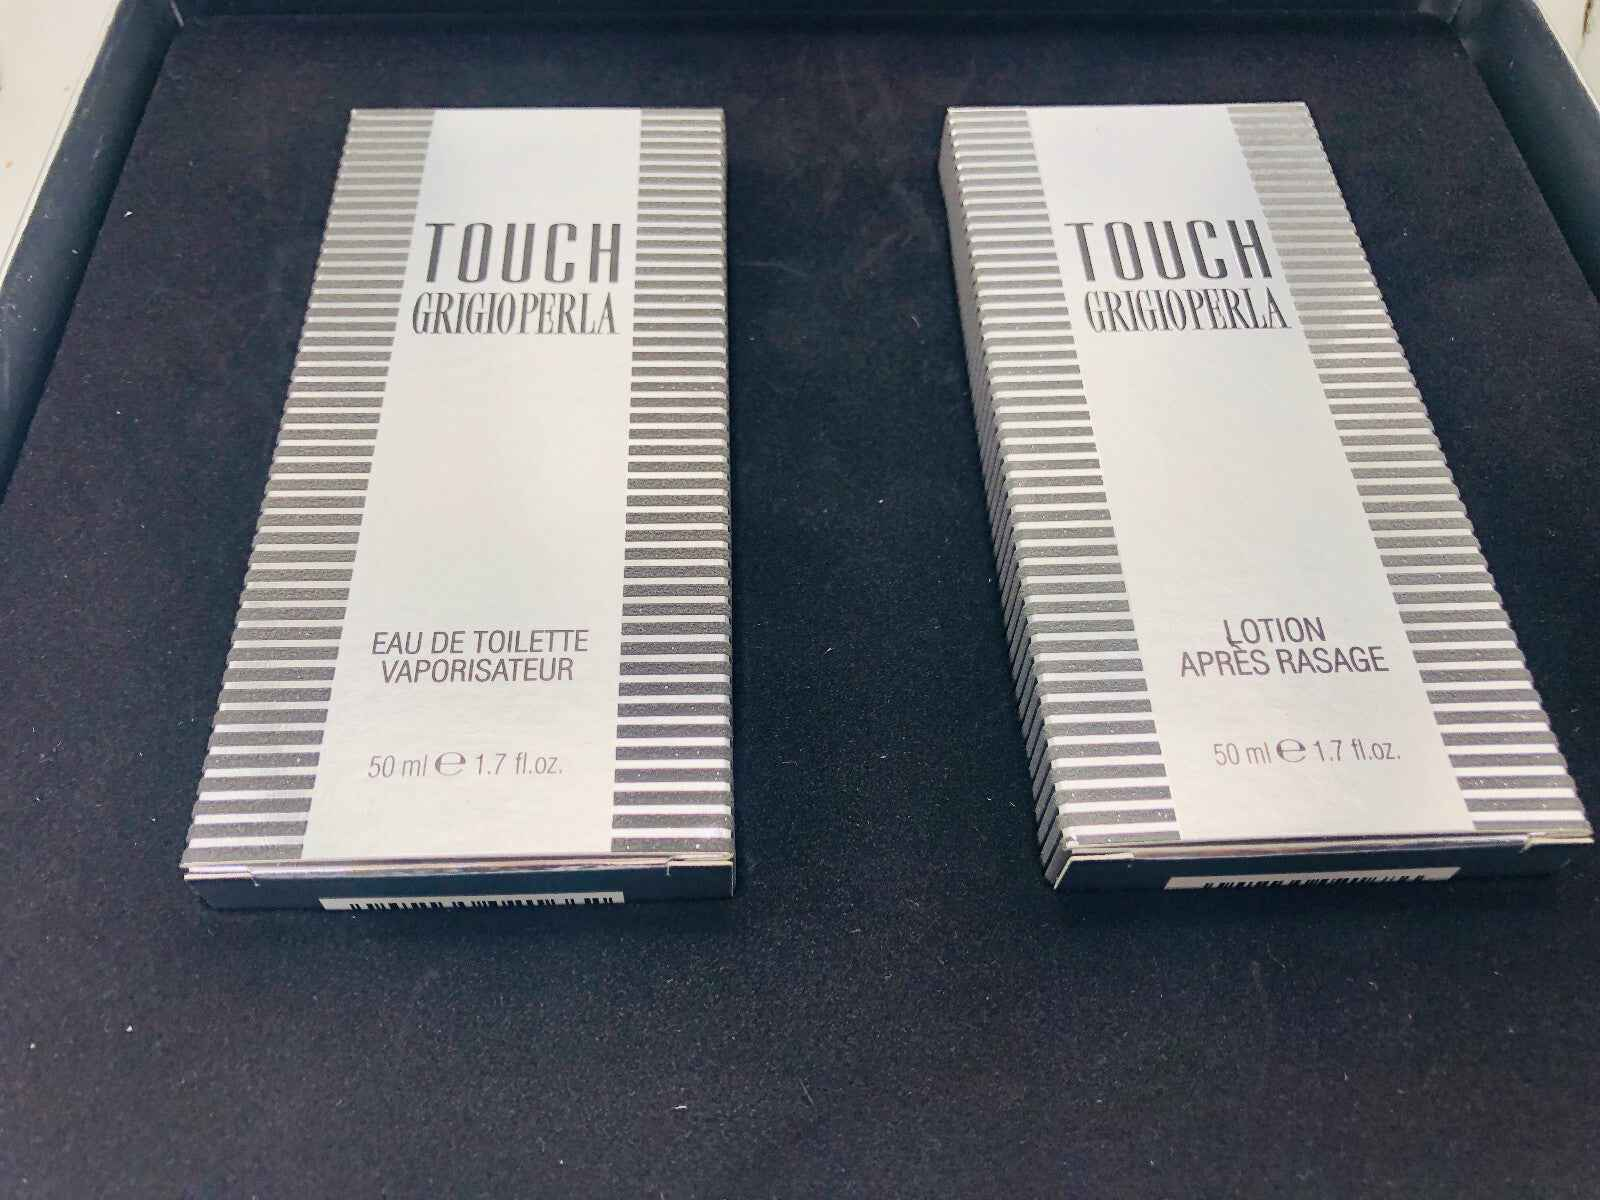 TOUCH
GRIGIOPERLA
EAU DE TOILETTE
VAPORISATEUR
50 ml ℮ 1.7 fl.oz.
TOUCH
GRIGIOPERLA
LOTION
APRÈS RASAGE
50 ml ℮ 1.7 fl.oz.